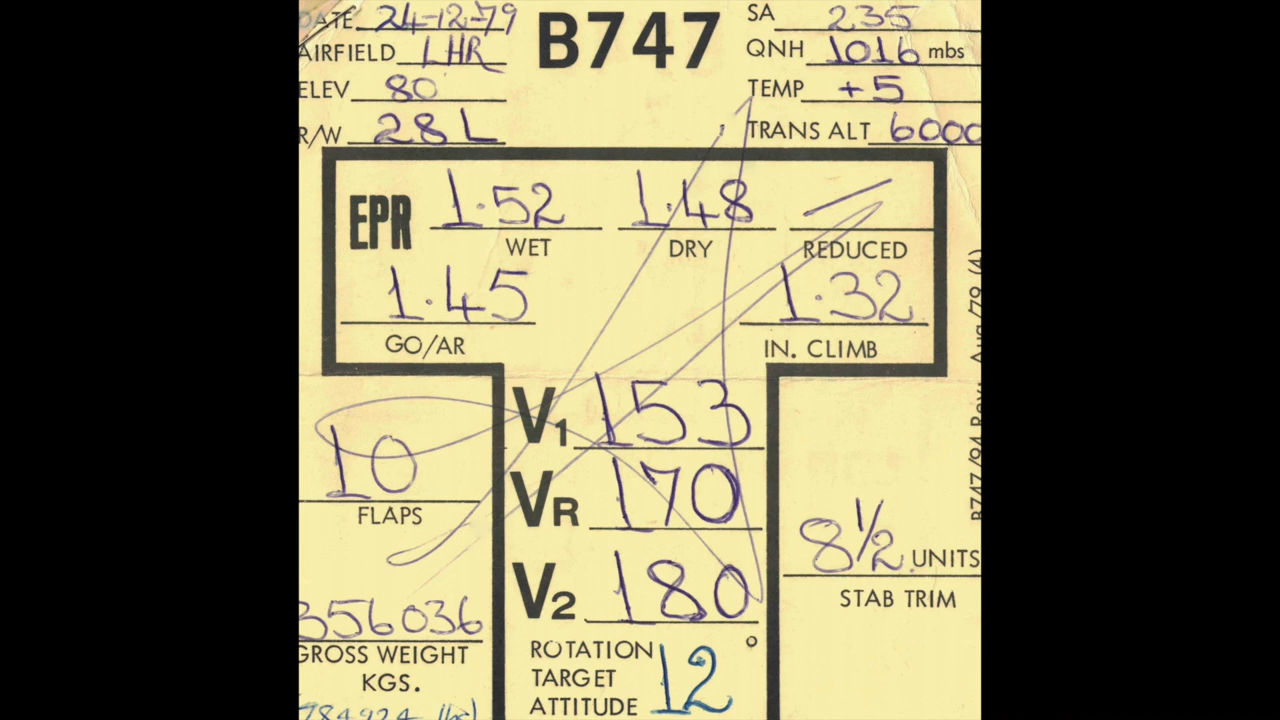 DATE 24-12-79
AIRFIELD LHR
ELEV 80
R/W 28L
B747
SA 235
QNH 1016 mbs
TEMP +5
TRANS ALT 6000
EPR 1.52 WET
1.48 DRY
REDUCED
1.45 GO/AR
1.32 IN. CLIMB
10 FLAPS
V1 153
VR 170
V2 180
8½ UNITS
STAB TRIM
356036
GROSS WEIGHT
KGS.
ROTATION
TARGET
ATTITUDE 12°
Aug/79 (4)